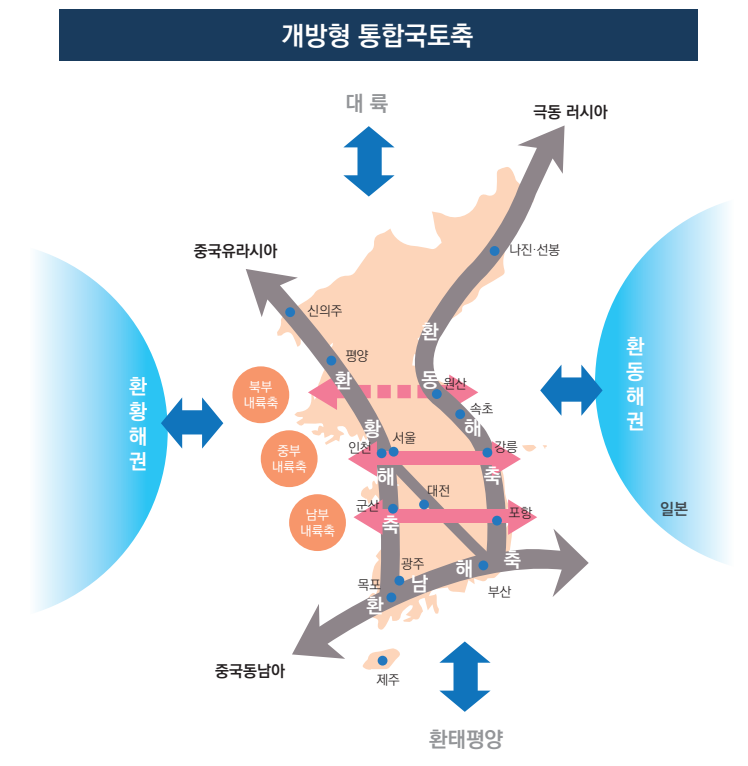 개방형 통합국토축
대 륙
극동 러시아
중국유라시아
나진·선봉
신의주
평양
북부
내륙축
원산
속초
환황해권
환동해권
인천
서울
강릉
중부
내륙축
대전
군산
포항
남부
내륙축
일본
광주
목포
부산
환황해축
환동해축
환남해축
중국동남아
제주
환태평양